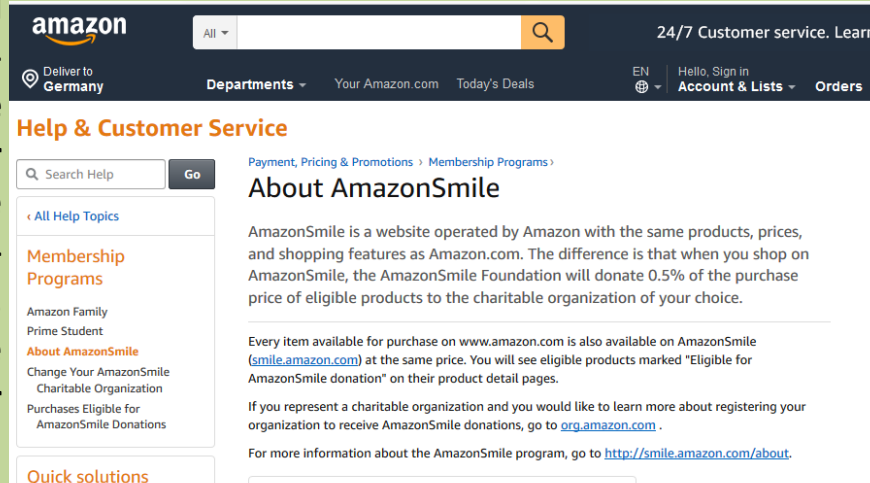 amazon
All
24/7 Customer service. Learn
Deliver to
Germany
Departments
Your Amazon.com
Today's Deals
EN
Hello, Sign in
Account & Lists
Orders
Help & Customer Service
Search Help
Go
‹ All Help Topics
Membership
Programs
Amazon Family
Prime Student
About AmazonSmile
Change Your AmazonSmile
Charitable Organization
Purchases Eligible for
AmazonSmile Donations
Quick solutions
Payment, Pricing & Promotions › Membership Programs ›
About AmazonSmile
AmazonSmile is a website operated by Amazon with the same products, prices,
and shopping features as Amazon.com. The difference is that when you shop on
AmazonSmile, the AmazonSmile Foundation will donate 0.5% of the purchase
price of eligible products to the charitable organization of your choice.
Every item available for purchase on www.amazon.com is also available on AmazonSmile
(smile.amazon.com) at the same price. You will see eligible products marked "Eligible for
AmazonSmile donation" on their product detail pages.
If you represent a charitable organization and you would like to learn more about registering your
organization to receive AmazonSmile donations, go to org.amazon.com .
For more information about the AmazonSmile program, go to http://smile.amazon.com/about.